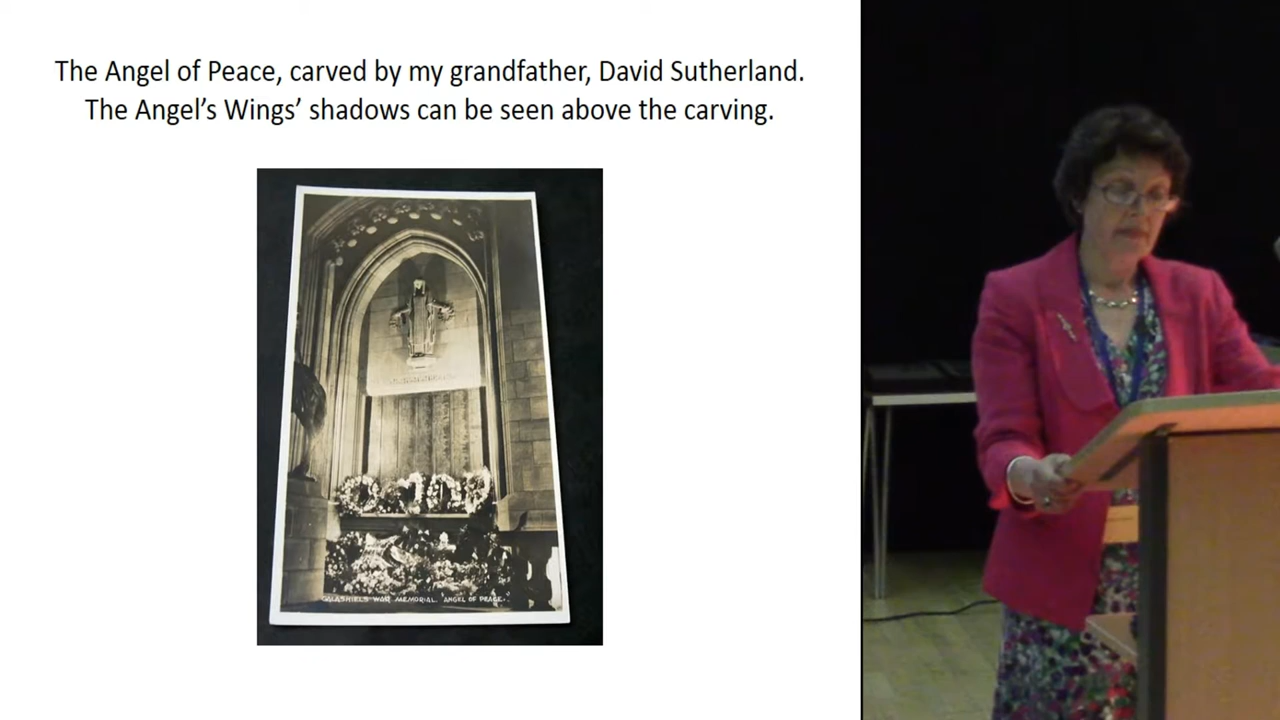 The Angel of Peace, carved by my grandfather, David Sutherland.
The Angel’s Wings’ shadows can be seen above the carving.
GALASHIELS WAR MEMORIAL. ANGEL OF PEACE.